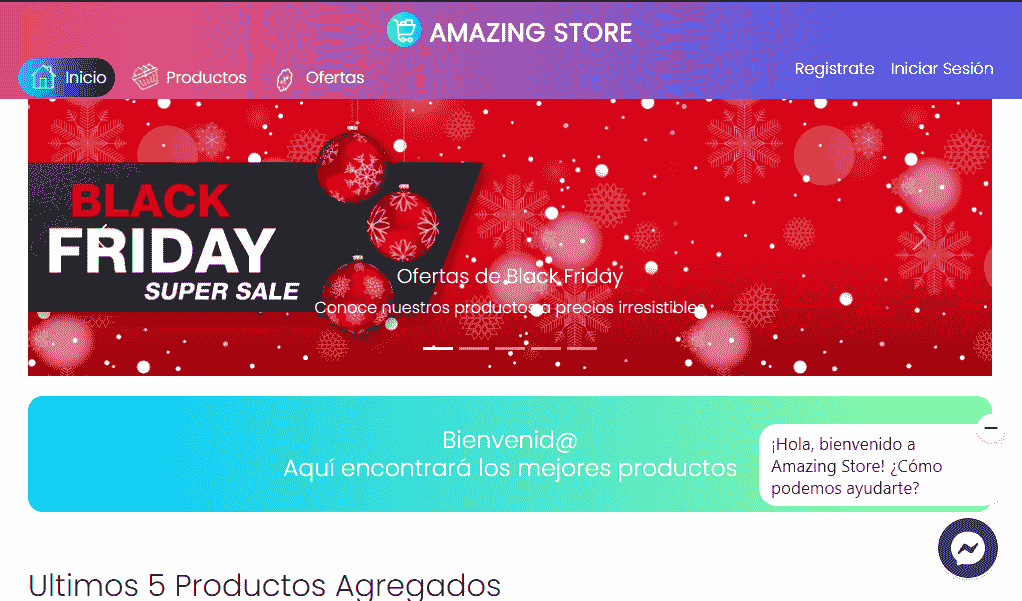 AMAZING STORE
Inicio
Productos
Ofertas
Registrate
Iniciar Sesión
BLACK
FRIDAY
SUPER SALE
Ofertas de Black Friday
Conoce nuestros productos a precios irresistibles
Bienvenid@
Aquí encontrará los mejores productos
¡Hola, bienvenido a
Amazing Store! ¿Cómo
podemos ayudarte?
Ultimos 5 Productos Agregados